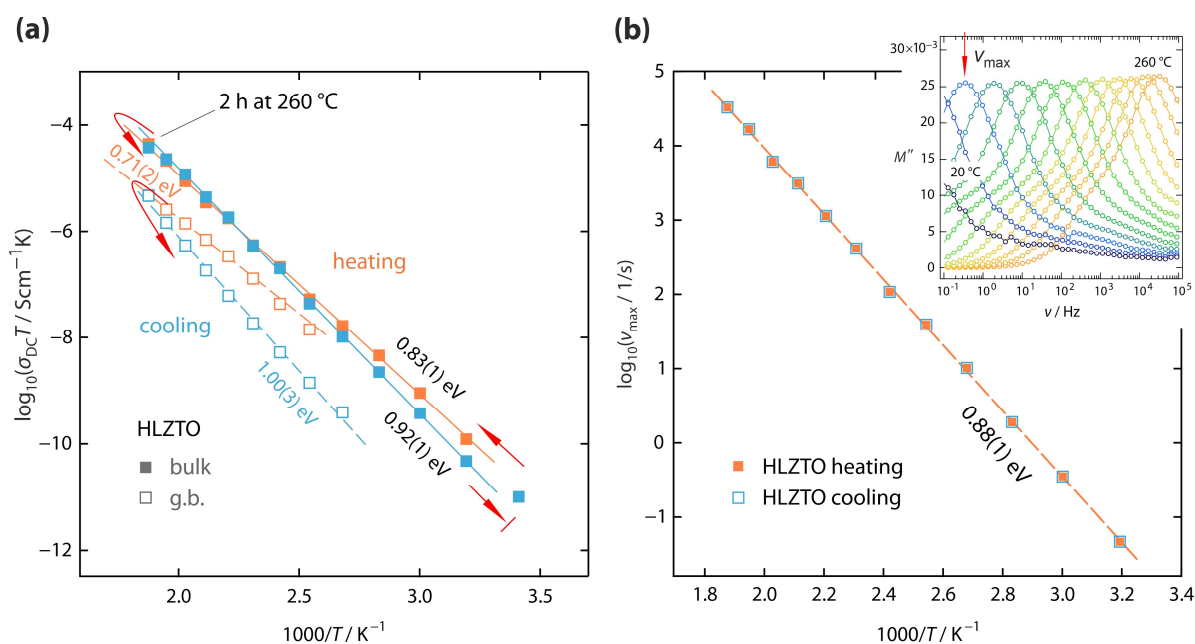 (a)
−4
−6
−8
−10
−12
log₁₀(σ_DC T / Scm⁻¹K)
2 h at 260 °C
0.71(2) eV
heating
cooling
1.00(3) eV
0.83(1) eV
0.92(1) eV
HLZTO
bulk
g.b.
2.0
2.5
3.0
3.5
1000/T / K⁻¹
(b)
5
4
3
2
1
0
−1
log₁₀(ν_max / 1/s)
0.88(1) eV
HLZTO heating
HLZTO cooling
1.8
2.0
2.2
2.4
2.6
2.8
3.0
3.2
3.4
1000/T / K⁻¹
30×10⁻³
25
20
15
10
5
0
M″
ν_max
260 °C
20 °C
10⁻¹
10⁰
10¹
10²
10³
10⁴
10⁵
ν / Hz